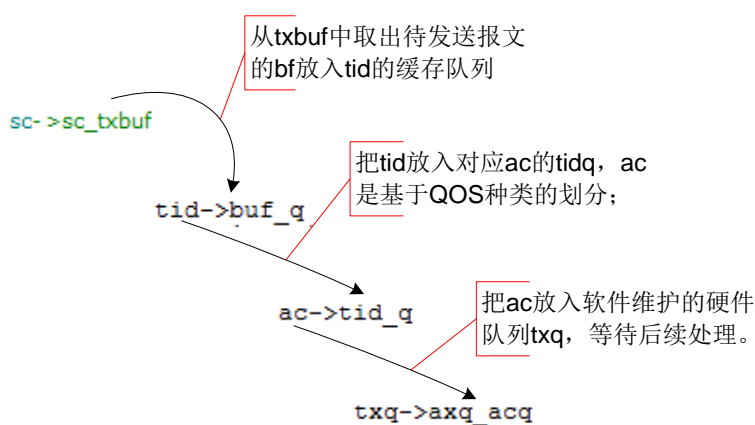 从txbuf中取出待发送报文
的bf放入tid的缓存队列
sc->sc_txbuf
把tid放入对应ac的tidq，ac
是基于QOS种类的划分；
tid->buf_q
把ac放入软件维护的硬件
队列txq，等待后续处理。
ac->tid_q
txq->axq_acq